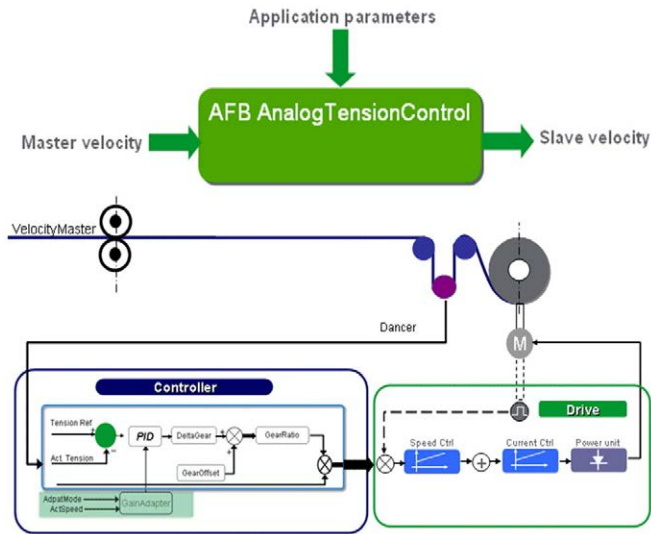 Application parameters
AFB AnalogTensionControl
Master velocity
Slave velocity
VelocityMaster
Dancer
M
Controller
Drive
Tension Ref
+
PID
DeltaGear
+
GearRatio
Act. Tension
−
+
GearOffset
Speed Ctrl
Current Ctrl
Power unit
AdpatMode
ActSpeed
GainAdapter